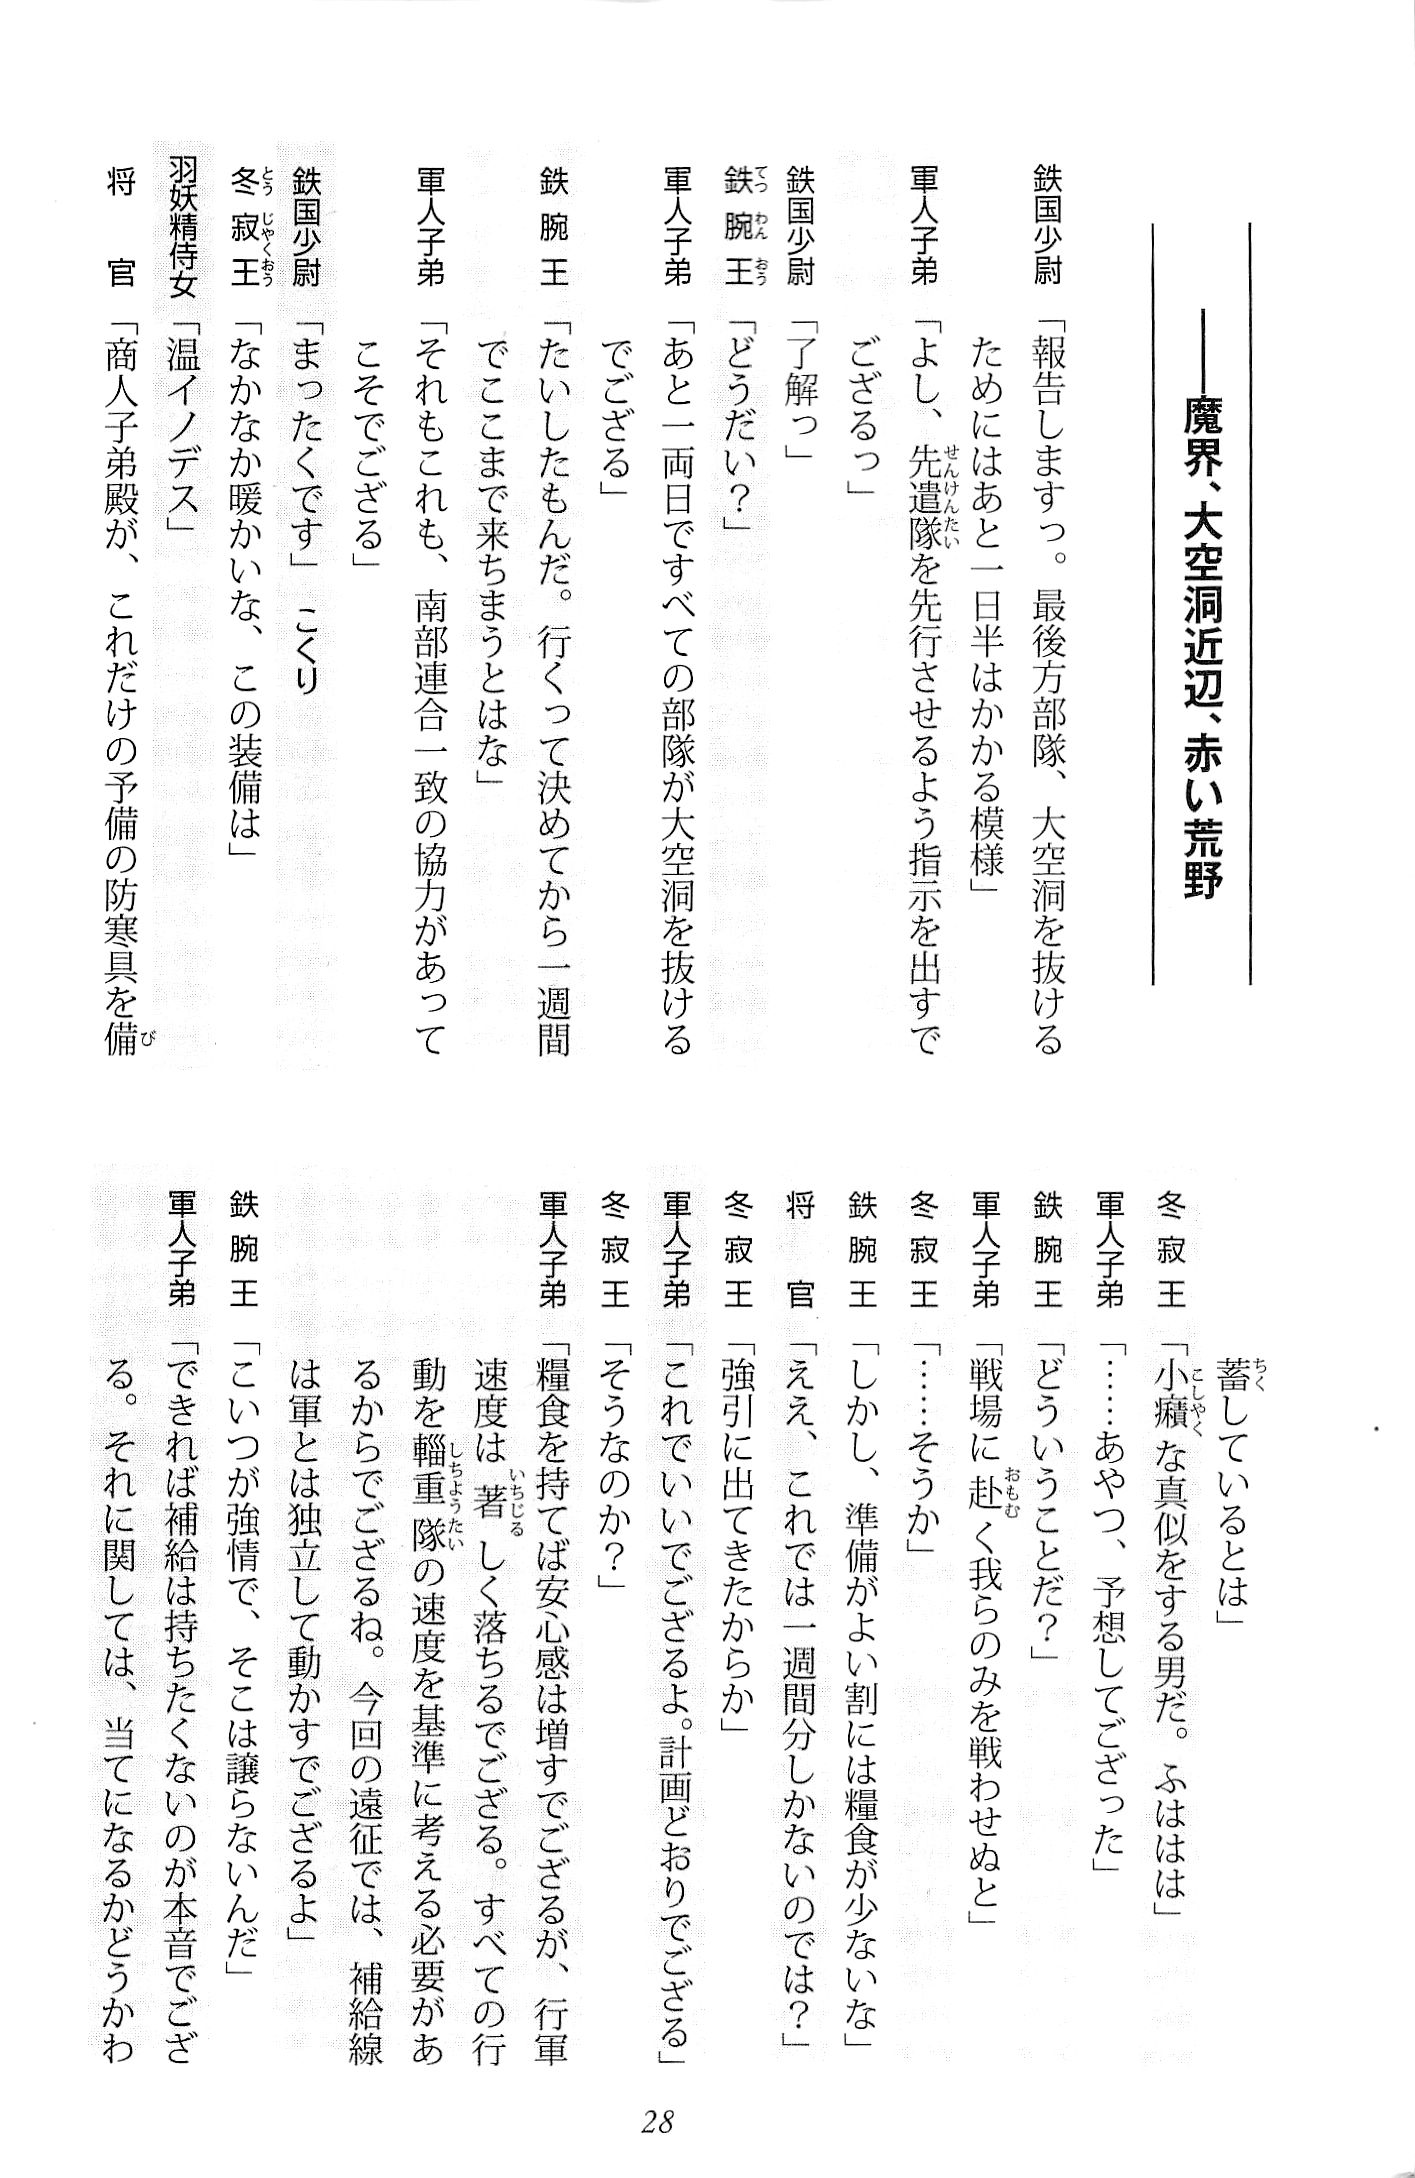 ――魔界、大空洞近辺、赤い荒野
鉄国少尉「報告しますっ。最後方部隊、大空洞を抜ける
ためにはあと一日半はかかる模様」
軍人子弟「よし、先遣隊を先行させるよう指示を出すで
ござるっ」
鉄国少尉「了解っ」
鉄腕王「どうだい？」
軍人子弟「あと一両日ですべての部隊が大空洞を抜ける
でござる」
鉄腕王「たいしたもんだ。行くって決めてから一週間
でここまで来ちまうとはな」
軍人子弟「それもこれも、南部連合一致の協力があって
こそでござる」
鉄国少尉「まったくです」こくり
冬寂王「なかなか暖かいな、この装備は」
羽妖精侍女「温イノデス」
将官「商人子弟殿が、これだけの予備の防寒具を備
蓄しているとは」
冬寂王「小癪な真似をする男だ。ふははは」
軍人子弟「……あやつ、予想してござった」
鉄腕王「どういうことだ？」
軍人子弟「戦場に赴く我らのみを戦わせぬと」
冬寂王「……そうか」
鉄腕王「しかし、準備がよい割には糧食が少ないな」
将官「ええ、これでは一週間分しかないのでは？」
冬寂王「強引に出てきたからか」
軍人子弟「これでいいでござるよ。計画どおりでござる」
冬寂王「そうなのか？」
軍人子弟「糧食を持てば安心感は増すでござるが、行軍
速度は著しく落ちるでござる。すべての行
動を輜重隊の速度を基準に考える必要があ
るからでござるね。今回の遠征では、補給線
は軍とは独立して動かすでござるよ」
鉄腕王「こいつが強情で、そこは譲らないんだ」
軍人子弟「できれば補給は持ちたくないのが本音でござ
る。それに関しては、当てになるかどうかわ
28